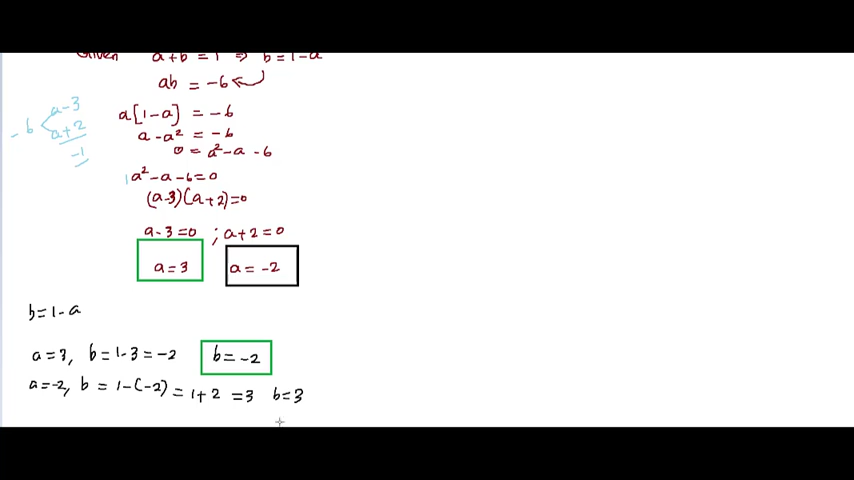 Given a+b = 1 ⇒ b = 1-a
ab = -6
a[1-a] = -6
a - a² = -6
0 = a² - a - 6
a² - a - 6 = 0
(a-3)(a+2) = 0
a-3 = 0 ; a+2 = 0
a = 3 a = -2
-6 a-3
a+2
-1
b = 1-a
a = 3, b = 1-3 = -2 b = -2
a = -2, b = 1-(-2) = 1+2 = 3 b = 3